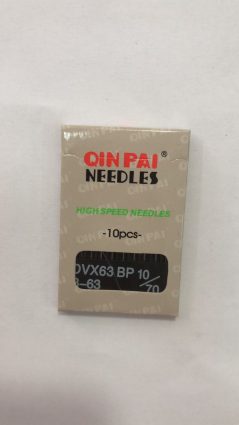 QIN PAI®
NEEDLES
HIGH SPEED NEEDLES
-10pcs-
DVX63 BP 10/70
-63